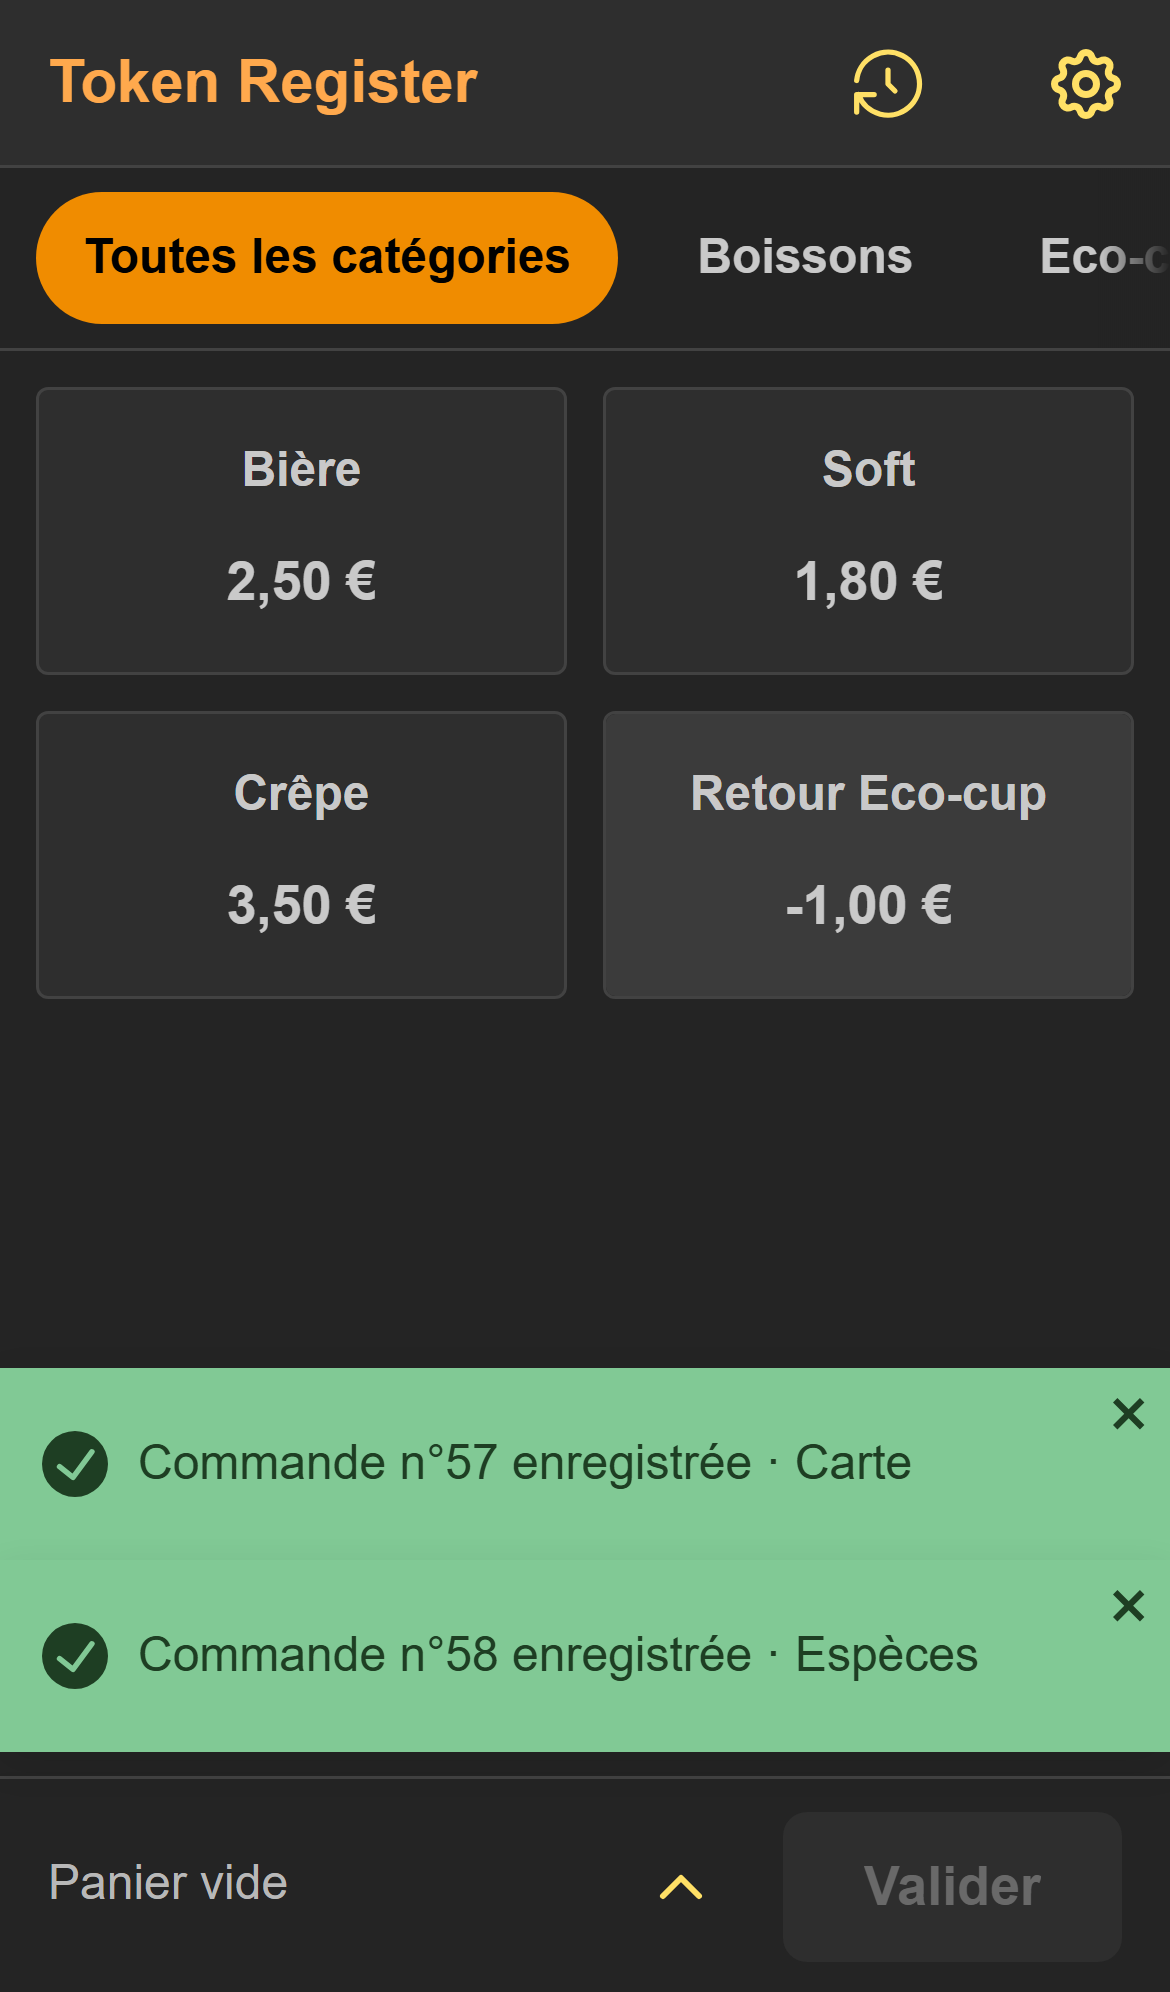 Token Register
Toutes les catégories Boissons Eco-c
Bière
2,50 €
Soft
1,80 €
Crêpe
3,50 €
Retour Eco-cup
-1,00 €
Commande n°57 enregistrée · Carte
Commande n°58 enregistrée · Espèces
Panier vide
Valider